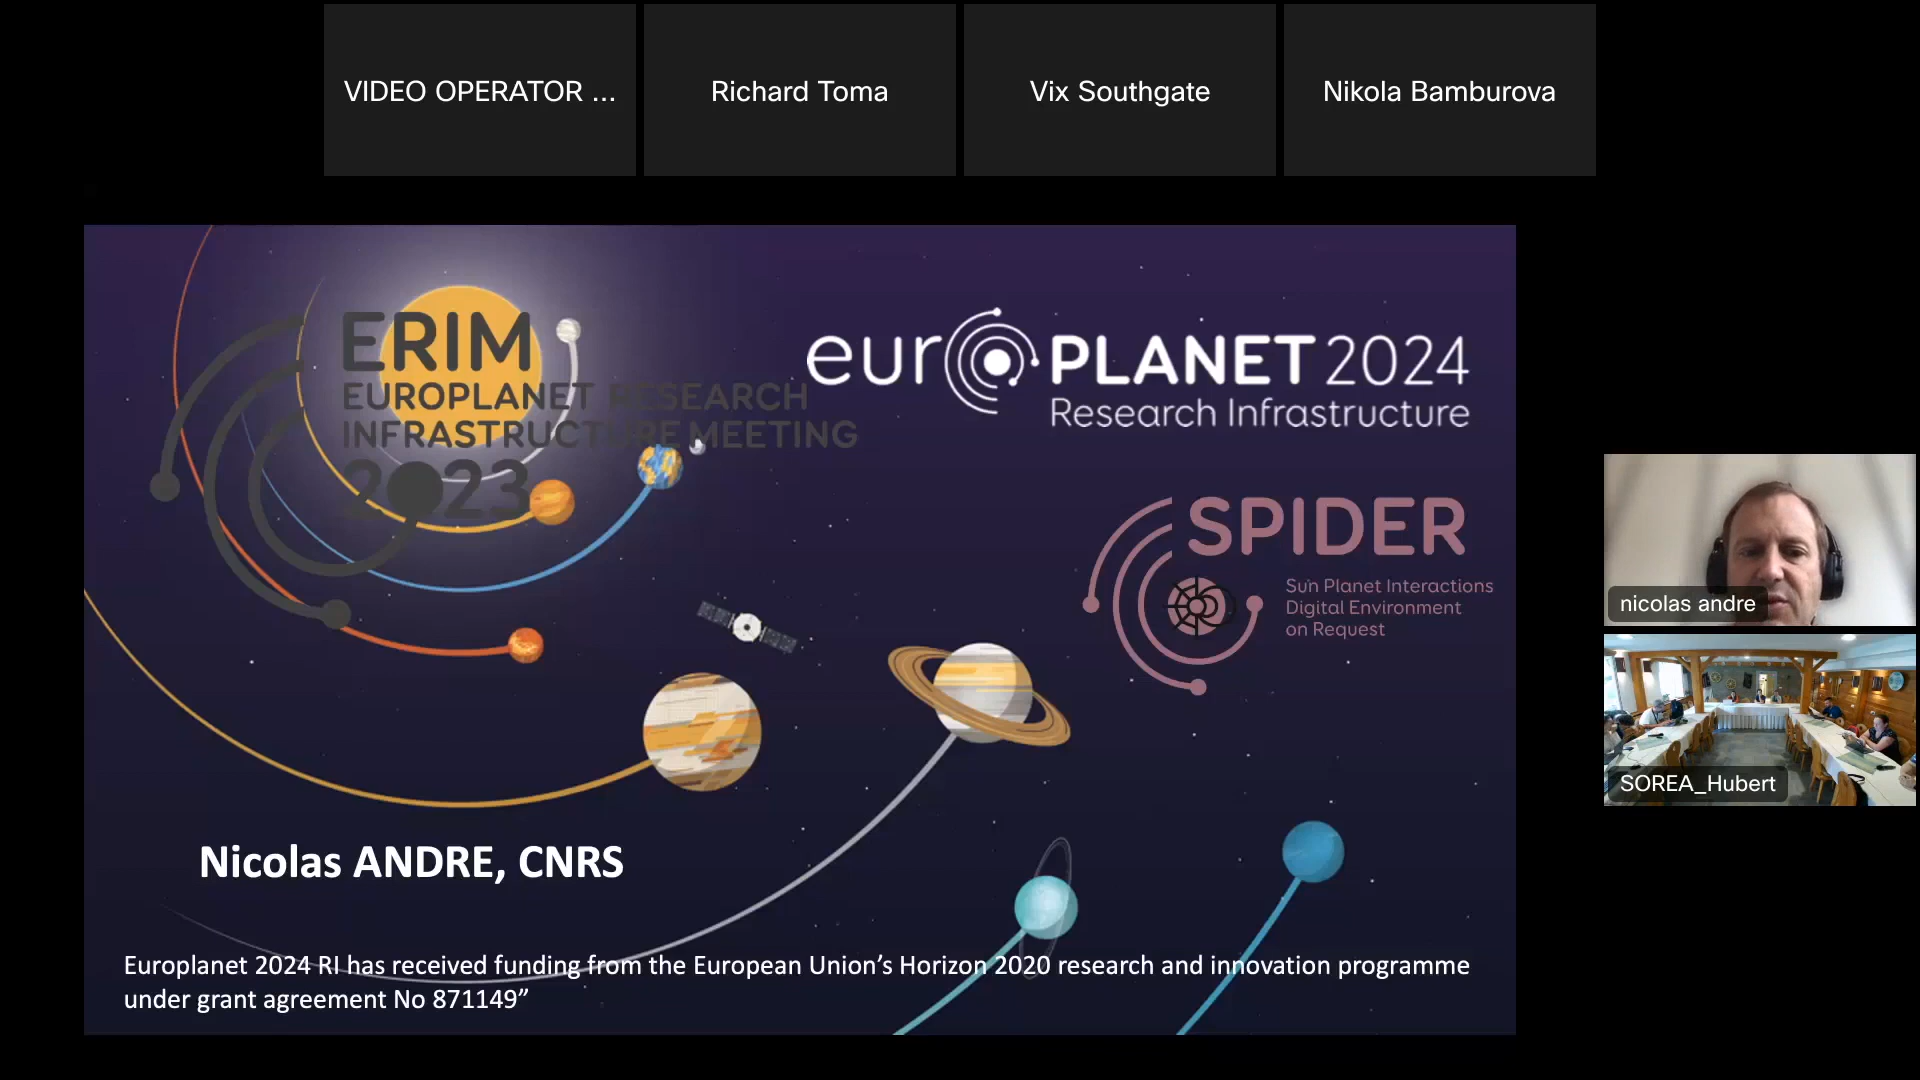 VIDEO OPERATOR ...
Richard Toma
Vix Southgate
Nikola Bamburova
ERIM
EUROPLANET RESEARCH
INFRASTRUCTURE MEETING
2023
euroPLANET 2024
Research Infrastructure
SPIDER
Sun Planet Interactions
Digital Environment
on Request
Nicolas ANDRE, CNRS
Europlanet 2024 RI has received funding from the European Union’s Horizon 2020 research and innovation programme
under grant agreement No 871149”
nicolas andre
SOREA_Hubert